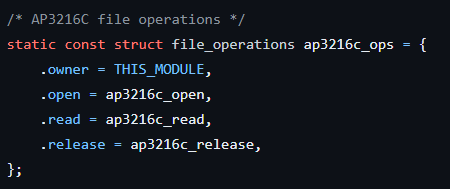 /* AP3216C file operations */
static const struct file_operations ap3216c_ops = {
    .owner = THIS_MODULE,
    .open = ap3216c_open,
    .read = ap3216c_read,
    .release = ap3216c_release,
};